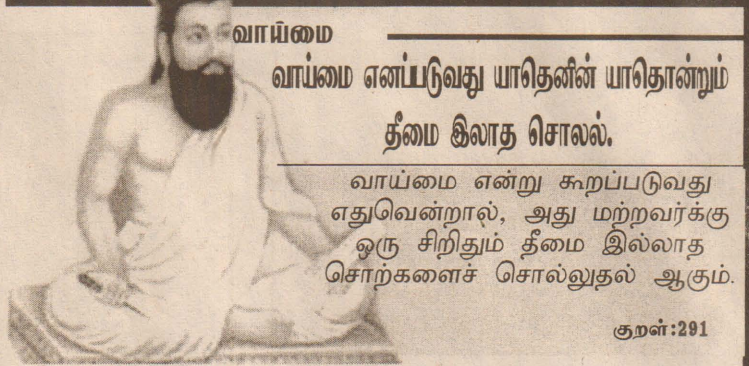 வாய்மை
வாய்மை எனப்படுவது யாதெனின் யாதொன்றும்
தீமை இலாத சொலல்.
வாய்மை என்று கூறப்படுவது
எதுவென்றால், அது மற்றவர்க்கு
ஒரு சிறிதும் தீமை இல்லாத
சொற்களைச் சொல்லுதல் ஆகும்.
குறள்:291